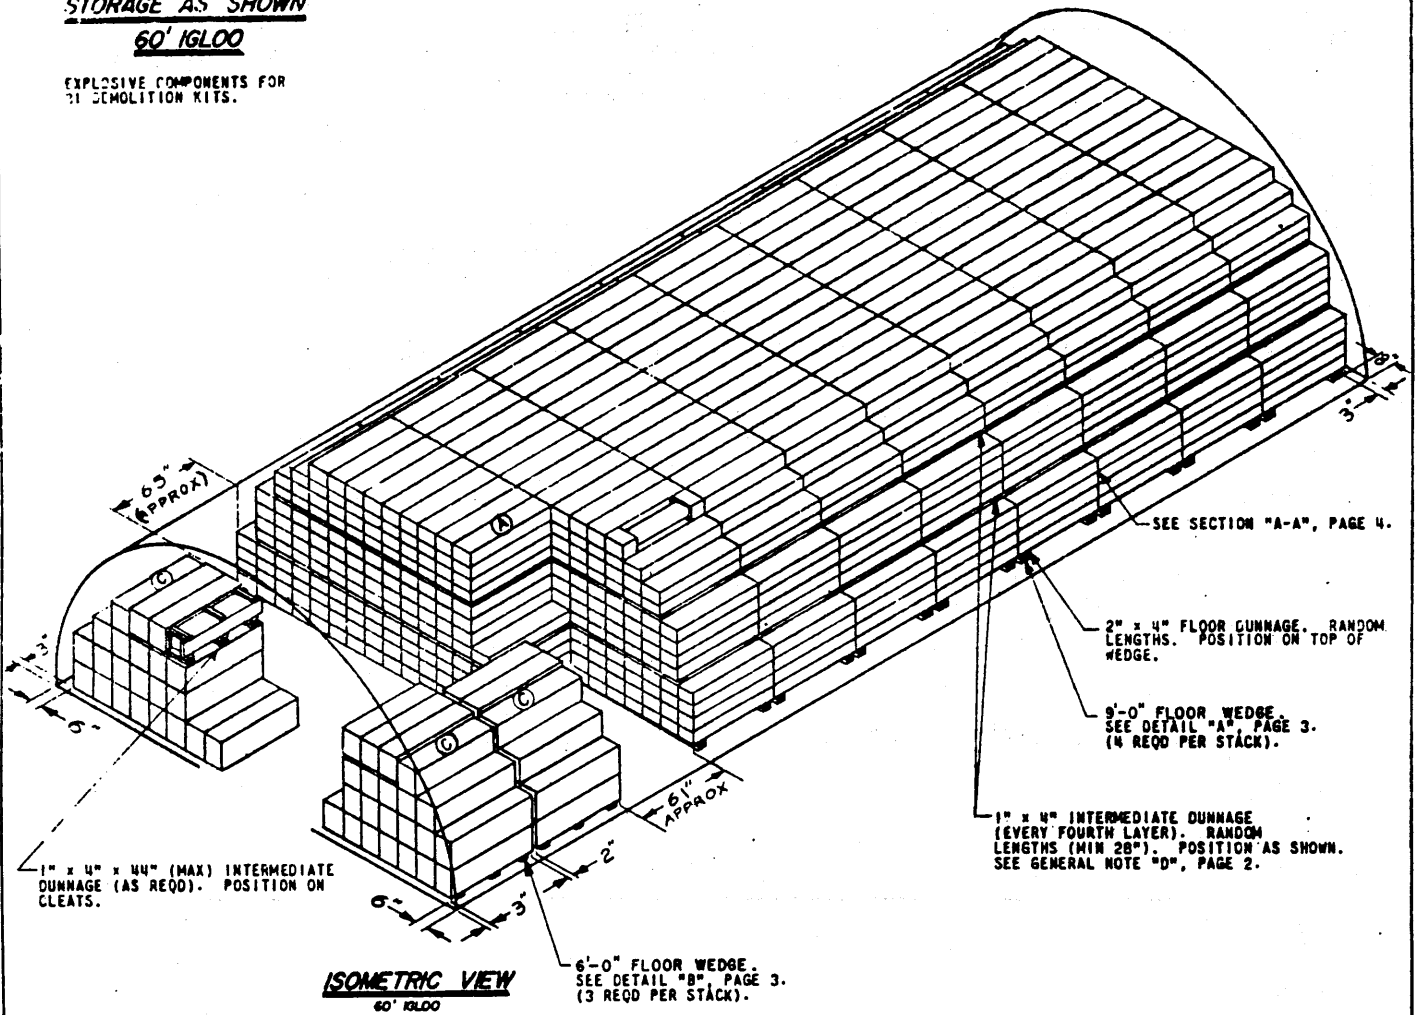 STORAGE AS SHOWN
60' IGLOO
EXPLOSIVE COMPONENTS FOR
DEMOLITION KITS.
65"
(APPROX)
C
A
3"
6"
C
C
61"
APPROX
2"
6"
3"
8"
3"
SEE SECTION "A-A", PAGE 4.
2" x 4" FLOOR DUNNAGE. RANDOM
LENGTHS. POSITION ON TOP OF
WEDGE.
9'-0" FLOOR WEDGE.
SEE DETAIL "A", PAGE 3.
(4 REQD PER STACK).
1" x 4" INTERMEDIATE DUNNAGE
(EVERY FOURTH LAYER). RANDOM
LENGTHS (MIN 28"). POSITION AS SHOWN.
SEE GENERAL NOTE "D", PAGE 2.
1" x 4" x 44" (MAX) INTERMEDIATE
DUNNAGE (AS REQD). POSITION ON
CLEATS.
6'-0" FLOOR WEDGE.
SEE DETAIL "B", PAGE 3.
(3 REQD PER STACK).
ISOMETRIC VIEW
60' IGLOO